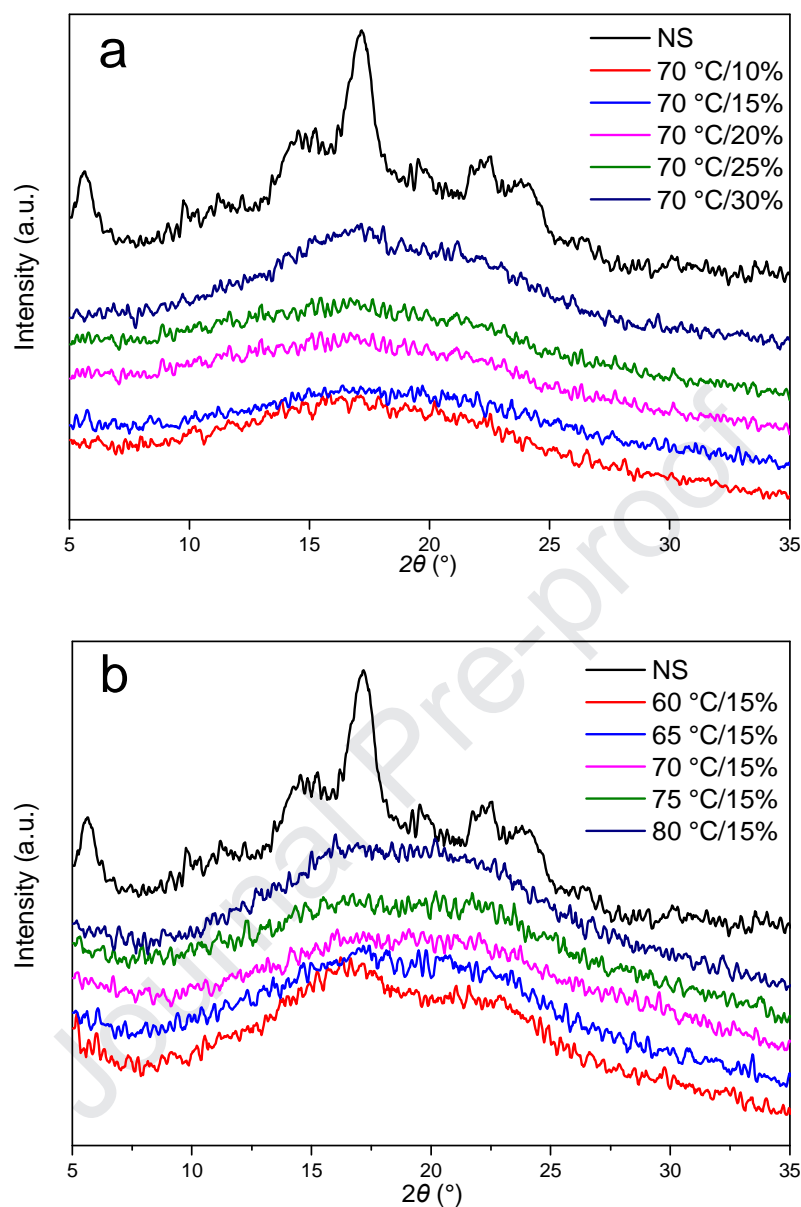 a
NS
70 °C/10%
70 °C/15%
70 °C/20%
70 °C/25%
70 °C/30%
Intensity (a.u.)
5 10 15 20 25 30 35
2θ (°)
b
NS
60 °C/15%
65 °C/15%
70 °C/15%
75 °C/15%
80 °C/15%
Intensity (a.u.)
5 10 15 20 25 30 35
2θ (°)
Journal Pre-proof